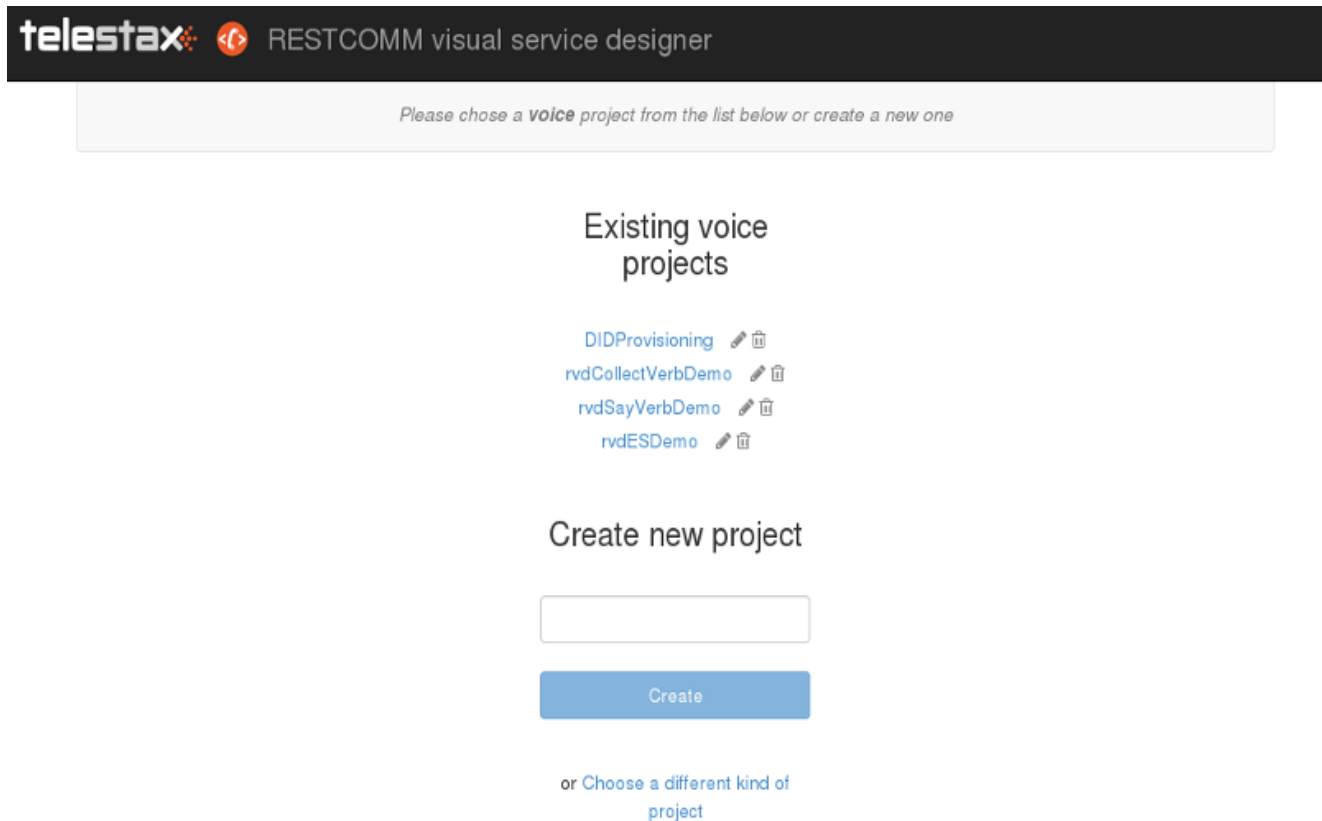 telestax RESTCOMM visual service designer
Please chose a voice project from the list below or create a new one
Existing voice
projects
DIDProvisioning
rvdCollectVerbDemo
rvdSayVerbDemo
rvdESDemo
Create new project
Create
or Choose a different kind of
project